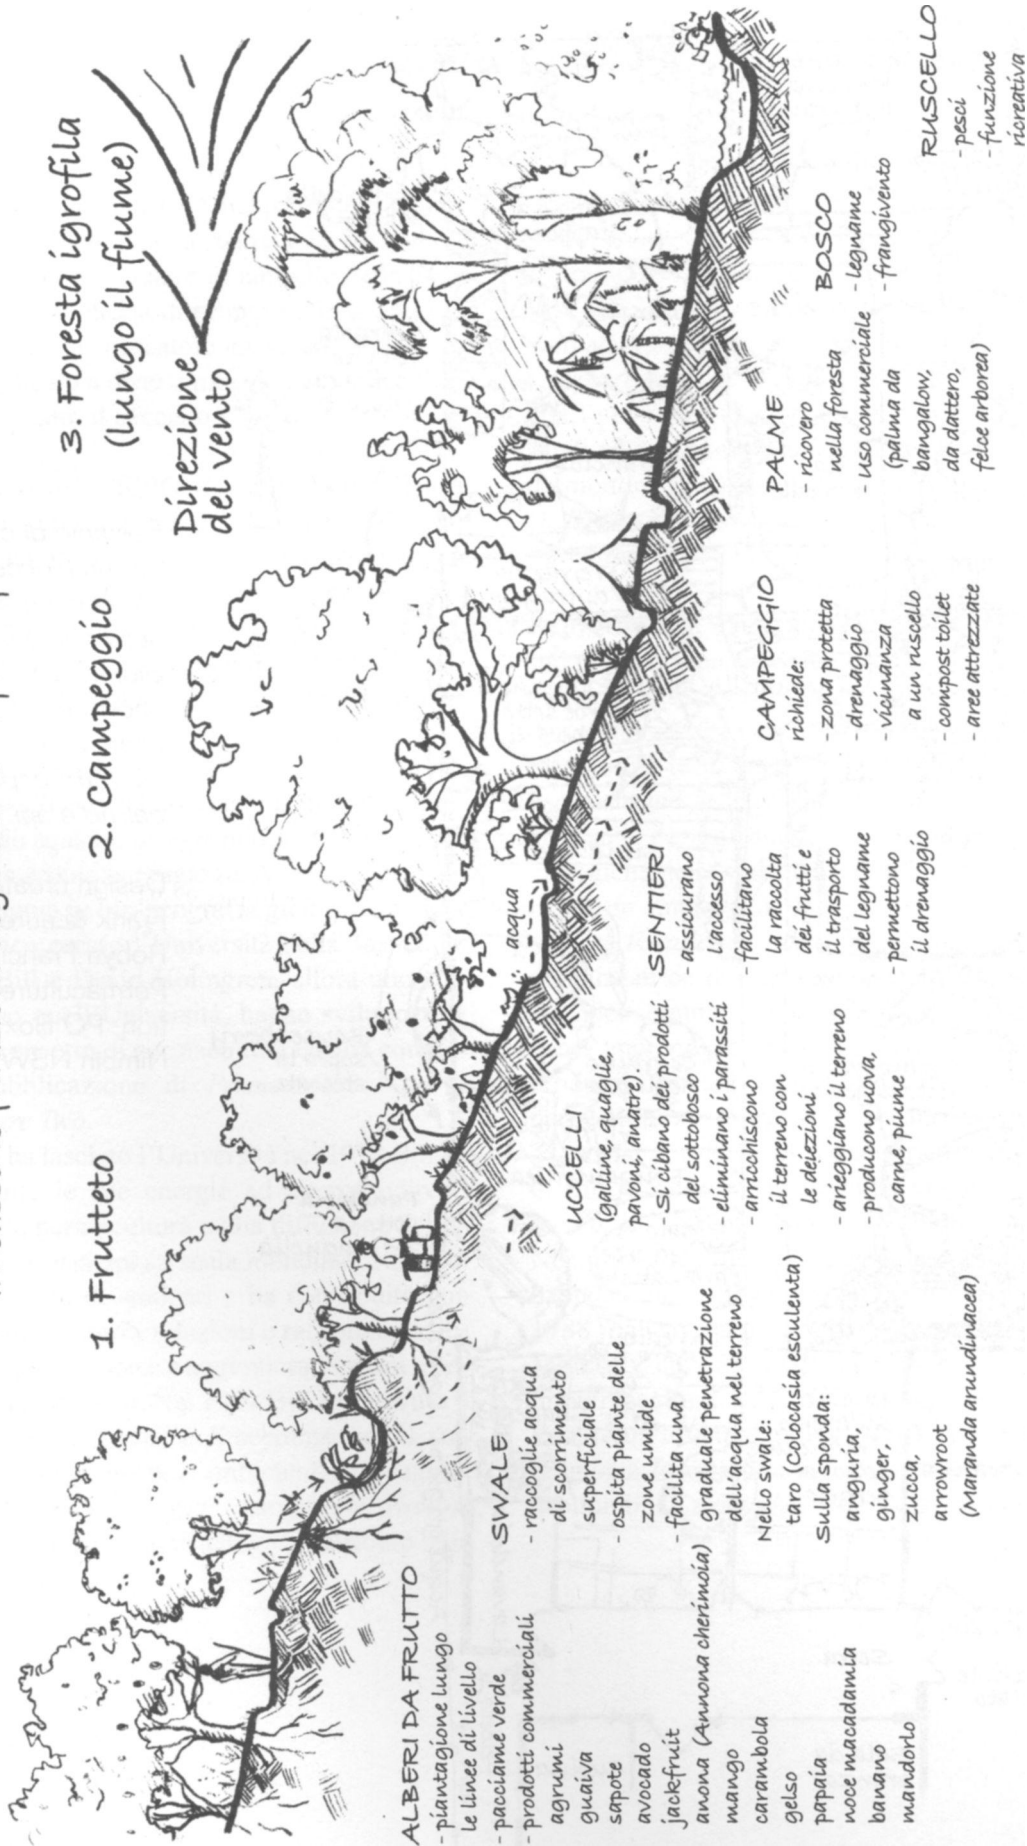 1. Frutteto
2. Campeggio
3. Foresta igrofila
(lungo il fiume)
Direzione
del vento
acqua
ALBERI DA FRUTTO
- piantagione lungo
le linee di livello
- pacciame verde
- prodotti commerciali
agrumi
guaiva
sapote
avocado
jackfruit
anona (Annona cherimoia)
mango
carambola
gelso
papaia
noce macadamia
banano
mandorlo
SWALE
- raccoglie acqua
di scorrimento
superficiale
- ospita piante delle
zone umide
- facilita una
graduale penetrazione
dell'acqua nel terreno
Nello swale:
taro (Colocasia esculenta)
Sulla sponda::
anguria,
ginger,
zucca,
arrowroot
(Maranda arundinacea)
UCCELLI
(galline, quaglie,
pavoni, anatre).
- Si cibano dei prodotti
del sottobosco
- eliminano i parassiti
- arricchiscono
il terreno con
le deiezioni
- arieggiano il terreno
- producono uova,
carne, piume
SENTIERI
- assicurano
l'accesso
- facilitano
la raccolta
dei frutti e
il trasporto
del legname
- permettono
il drenaggio
CAMPEGGIO
richiede:
- zona protetta
- drenaggio
- vicinanza
a un ruscello
- compost toilet
- aree attrezzate
PALME
- ricovero
nella foresta
- uso commerciale
(palma da
bangalow,
da dattero,
felce arborea)
BOSCO
- legname
- frangivento
RUSCELLO
- pesci
- funzione
ricreativa